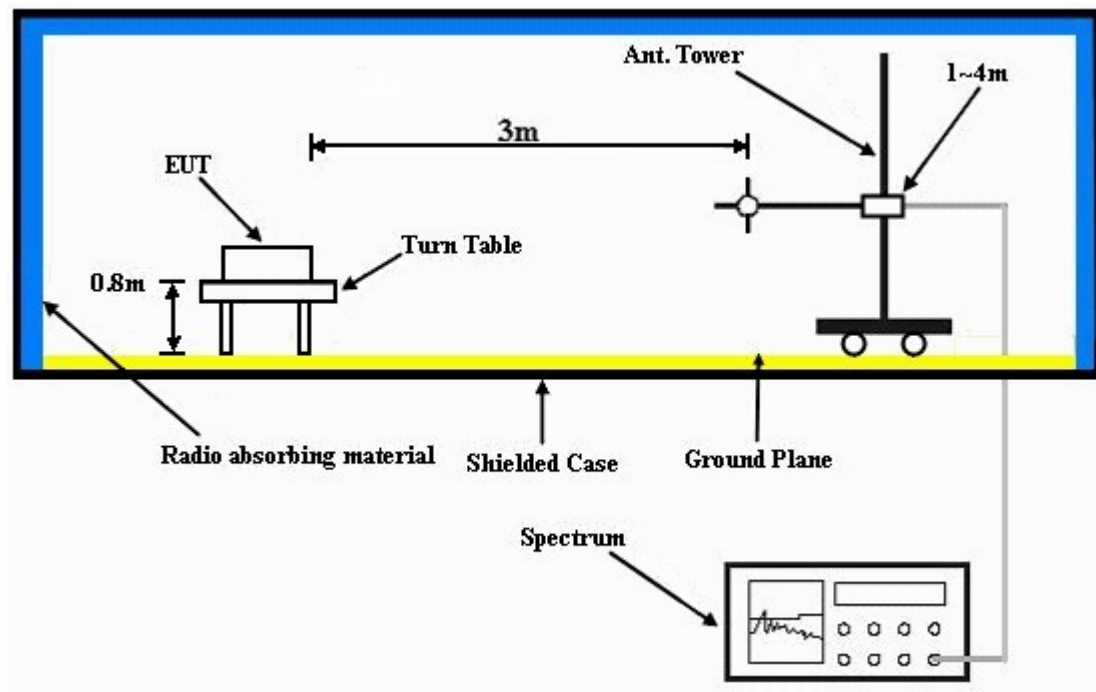 Ant. Tower
1~4m
3m
EUT
Turn Table
0.8m
Radio absorbing material
Shielded Case
Ground Plane
Spectrum